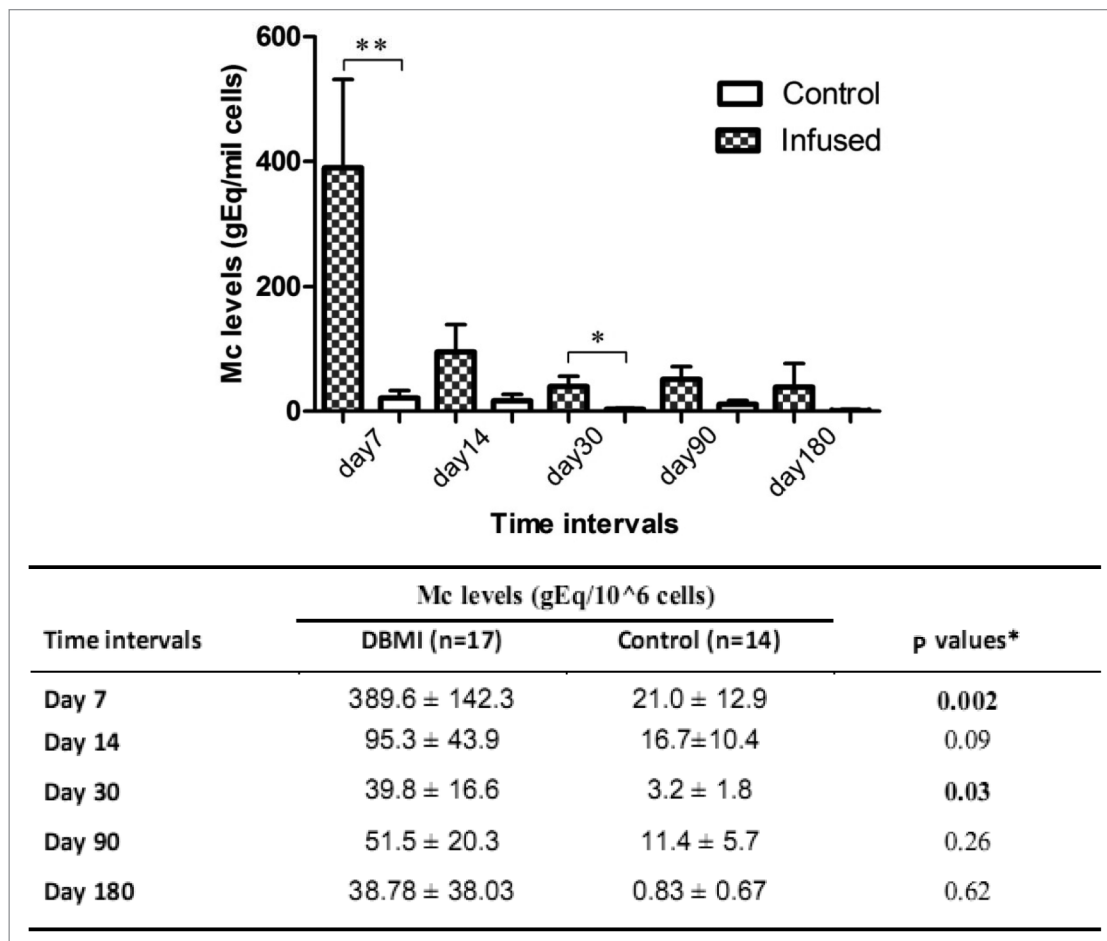 600
**
Control
Infused
400
Mc levels (gEq/mil cells)
200
*
0
day7 day14 day30 day90 day180
Time intervals
Mc levels (gEq/10^6 cells)
Time intervals DBMI (n=17) Control (n=14) p values*
Day 7 389.6 ± 142.3 21.0 ± 12.9 0.002
Day 14 95.3 ± 43.9 16.7±10.4 0.09
Day 30 39.8 ± 16.6 3.2 ± 1.8 0.03
Day 90 51.5 ± 20.3 11.4 ± 5.7 0.26
Day 180 38.78 ± 38.03 0.83 ± 0.67 0.62